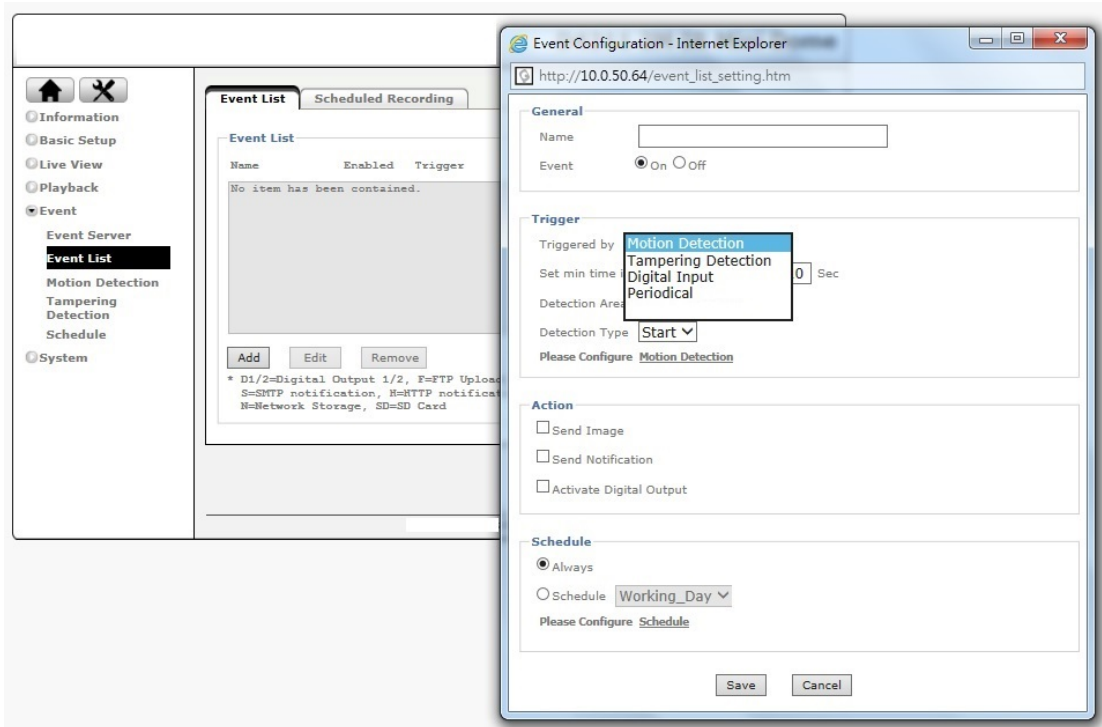 Information
Basic Setup
Live View
Playback
Event
Event Server
Event List
Motion Detection
Tampering
Detection
Schedule
System
Event List Scheduled Recording
Event List
Name Enabled Trigger
No item has been contained.
Add Edit Remove
* D1/2=Digital Output 1/2, F=FTP Upload
S=SMTP notification, H=HTTP
N=Network Storage, SD=SD Card
Event Configuration - Internet Explorer
http://10.0.50.64/event_list_setting.htm
General
Name
Event On Off
Trigger
Triggered by Motion Detection
Tampering Detection
Set min time 0 Sec
Digital Input
Periodical
Detection
Detection Type Start
Please Configure Motion Detection
Action
Send Image
Send Notification
Activate Digital Output
Schedule
Always
Schedule Working_Day
Please Configure Schedule
Save Cancel